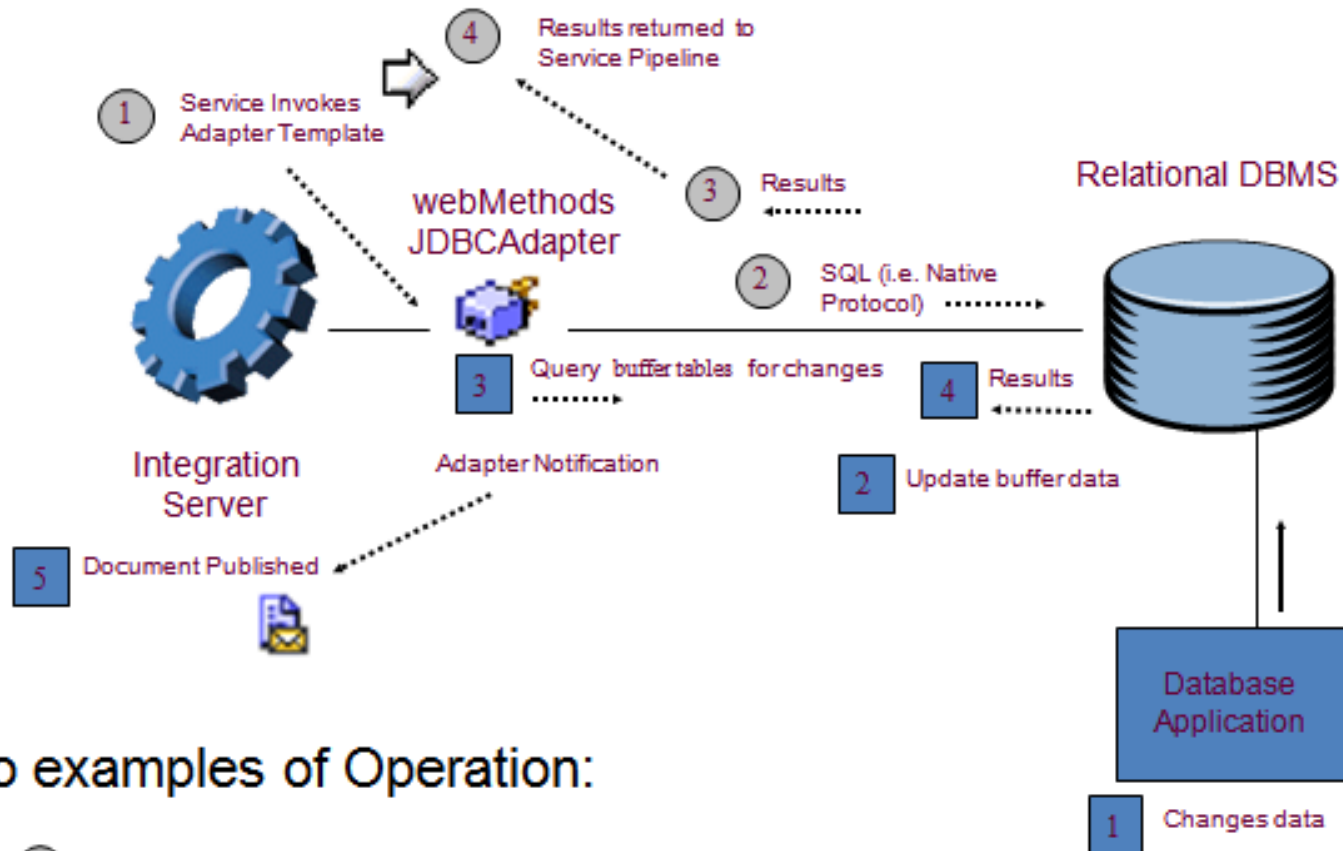 4
Results returned to
Service Pipeline
1
Service Invokes
Adapter Template
3
Results
Relational DBMS
webMethods
JDBCAdapter
2
SQL (i.e. Native
Protocol)
3
Query buffer tables for changes
4
Results
Integration
Server
Adapter Notification
2
Update buffer data
5
Document Published
Database
Application
o examples of Operation:
1
Changes data